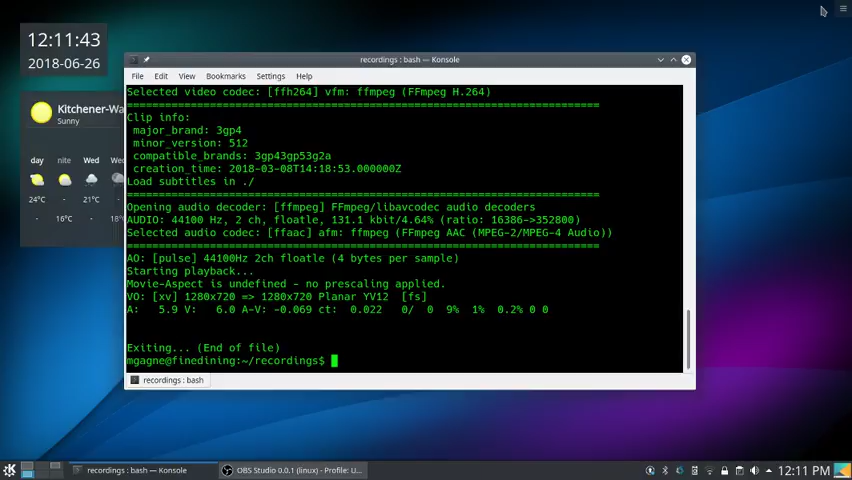 12:11:43
2018-06-26
Kitchener-Wa
Sunny
day nite Wed Wed
24°C - 21°C
- 16°C - 18°
recordings : bash — Konsole
File Edit View Bookmarks Settings Help
Selected video codec: [ffh264] vfm: ffmpeg (FFmpeg H.264)
==========================================================================
Clip info:
major_brand: 3gp4
minor_version: 512
compatible_brands: 3gp43gp53g2a
creation_time: 2018-03-08T14:18:53.000000Z
Load subtitles in ./
==========================================================================
Opening audio decoder: [ffmpeg] FFmpeg/libavcodec audio decoders
AUDIO: 44100 Hz, 2 ch, floatle, 131.1 kbit/4.64% (ratio: 16386->352800)
Selected audio codec: [ffaac] afm: ffmpeg (FFmpeg AAC (MPEG-2/MPEG-4 Audio))
==========================================================================
AO: [pulse] 44100Hz 2ch floatle (4 bytes per sample)
Starting playback...
Movie-Aspect is undefined - no prescaling applied.
VO: [xv] 1280x720 => 1280x720 Planar YV12 [fs]
A: 5.9 V: 6.0 A-V: -0.069 ct: 0.022 0/ 0 9% 1% 0.2% 0 0
Exiting... (End of file)
mgagne@finedining:~/recordings$
recordings : bash
recordings : bash — Konsole
OBS Studio 0.0.1 (linux) - Profile: U...
12:11 PM